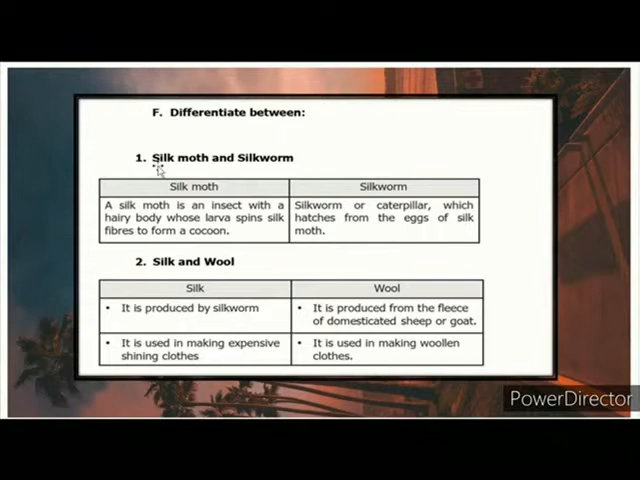 F. Differentiate between:
1. Silk moth and Silkworm
Silk moth
Silkworm
A silk moth is an insect with a
hairy body whose larva spins silk
fibres to form a cocoon.
Silkworm or caterpillar, which
hatches from the eggs of silk
moth.
2. Silk and Wool
Silk
Wool
• It is produced by silkworm
• It is produced from the fleece
of domesticated sheep or goat.
• It is used in making expensive
shining clothes
• It is used in making woollen
clothes.
PowerDirector